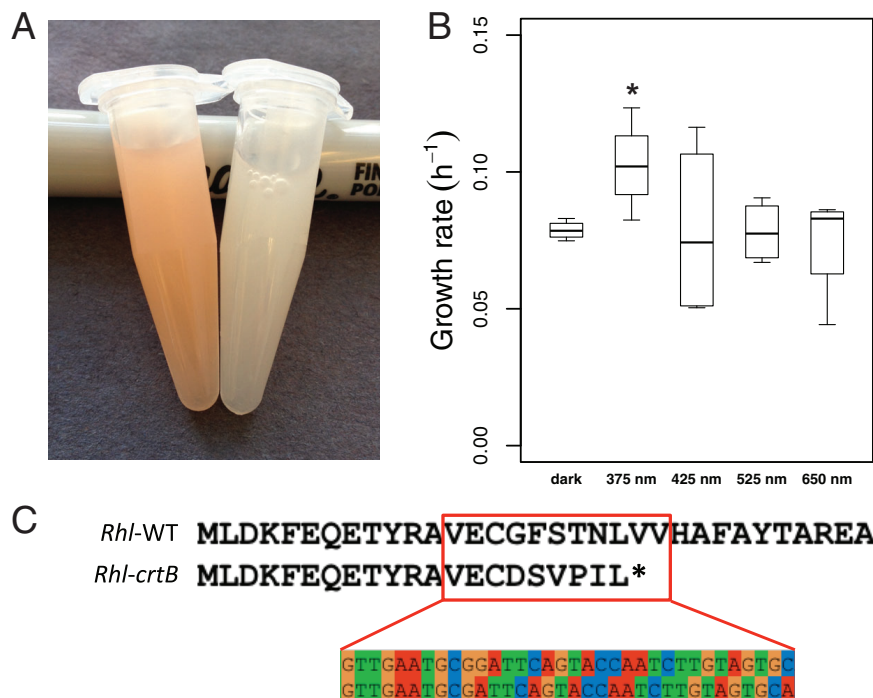 A
FIN
B
Growth rate (h⁻¹)
0.15
0.10
0.05
0.00
*
dark 375 nm 425 nm 525 nm 650 nm
C
Rhl-WT MLDKFEQETYRAVECGFSTNLVVHAFAYTAREA
Rhl-crtB MLDKFEQETYRAVECDSVPIL*
GTTGAATGCGGATTCAGTACCAATCTTGTAGTGC
GTTGAATGCGATTCAGTACCAATCTTGTAGTGCA